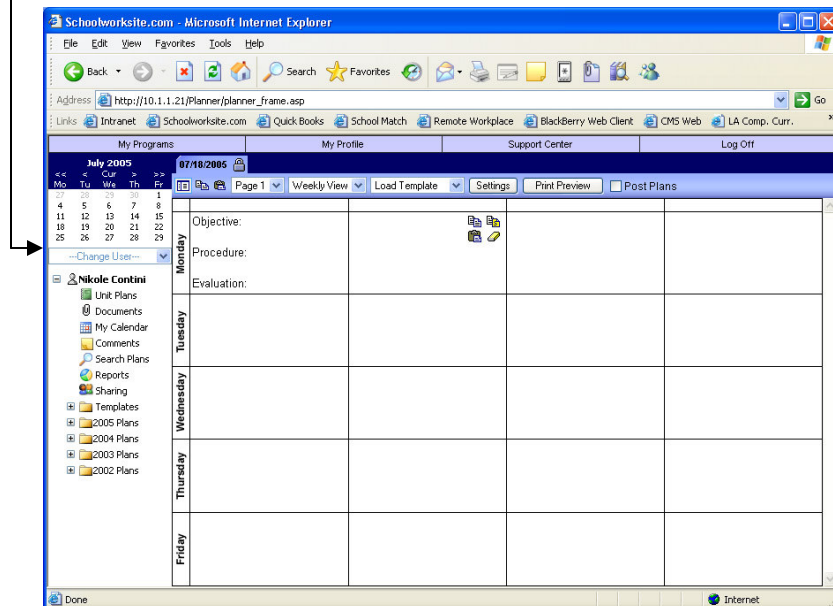 Schoolworksite.com - Microsoft Internet Explorer
File Edit View Favorites Tools Help
Back Search Favorites
Address http://10.1.1.21/Planner/planner_frame.asp Go
Links Intranet Schoolworksite.com Quick Books School Match Remote Workplace BlackBerry Web Client CMS Web LA Comp. Curr. »
My Programs My Profile Support Center Log Off
July 2005
<< < Cur > >>
Mo Tu We Th Fr
27 28 29 30 1
4 5 6 7 8
11 12 13 14 15
18 19 20 21 22
25 26 27 28 29
---Change User---
Nikole Contini
Unit Plans
Documents
My Calendar
Comments
Search Plans
Reports
Sharing
Templates
2005 Plans
2004 Plans
2003 Plans
2002 Plans
07/18/2005
Page 1 Weekly View Load Template Settings Print Preview Post Plans
Monday
Objective:
Procedure:
Evaluation:
Tuesday
Wednesday
Thursday
Friday
Done Internet